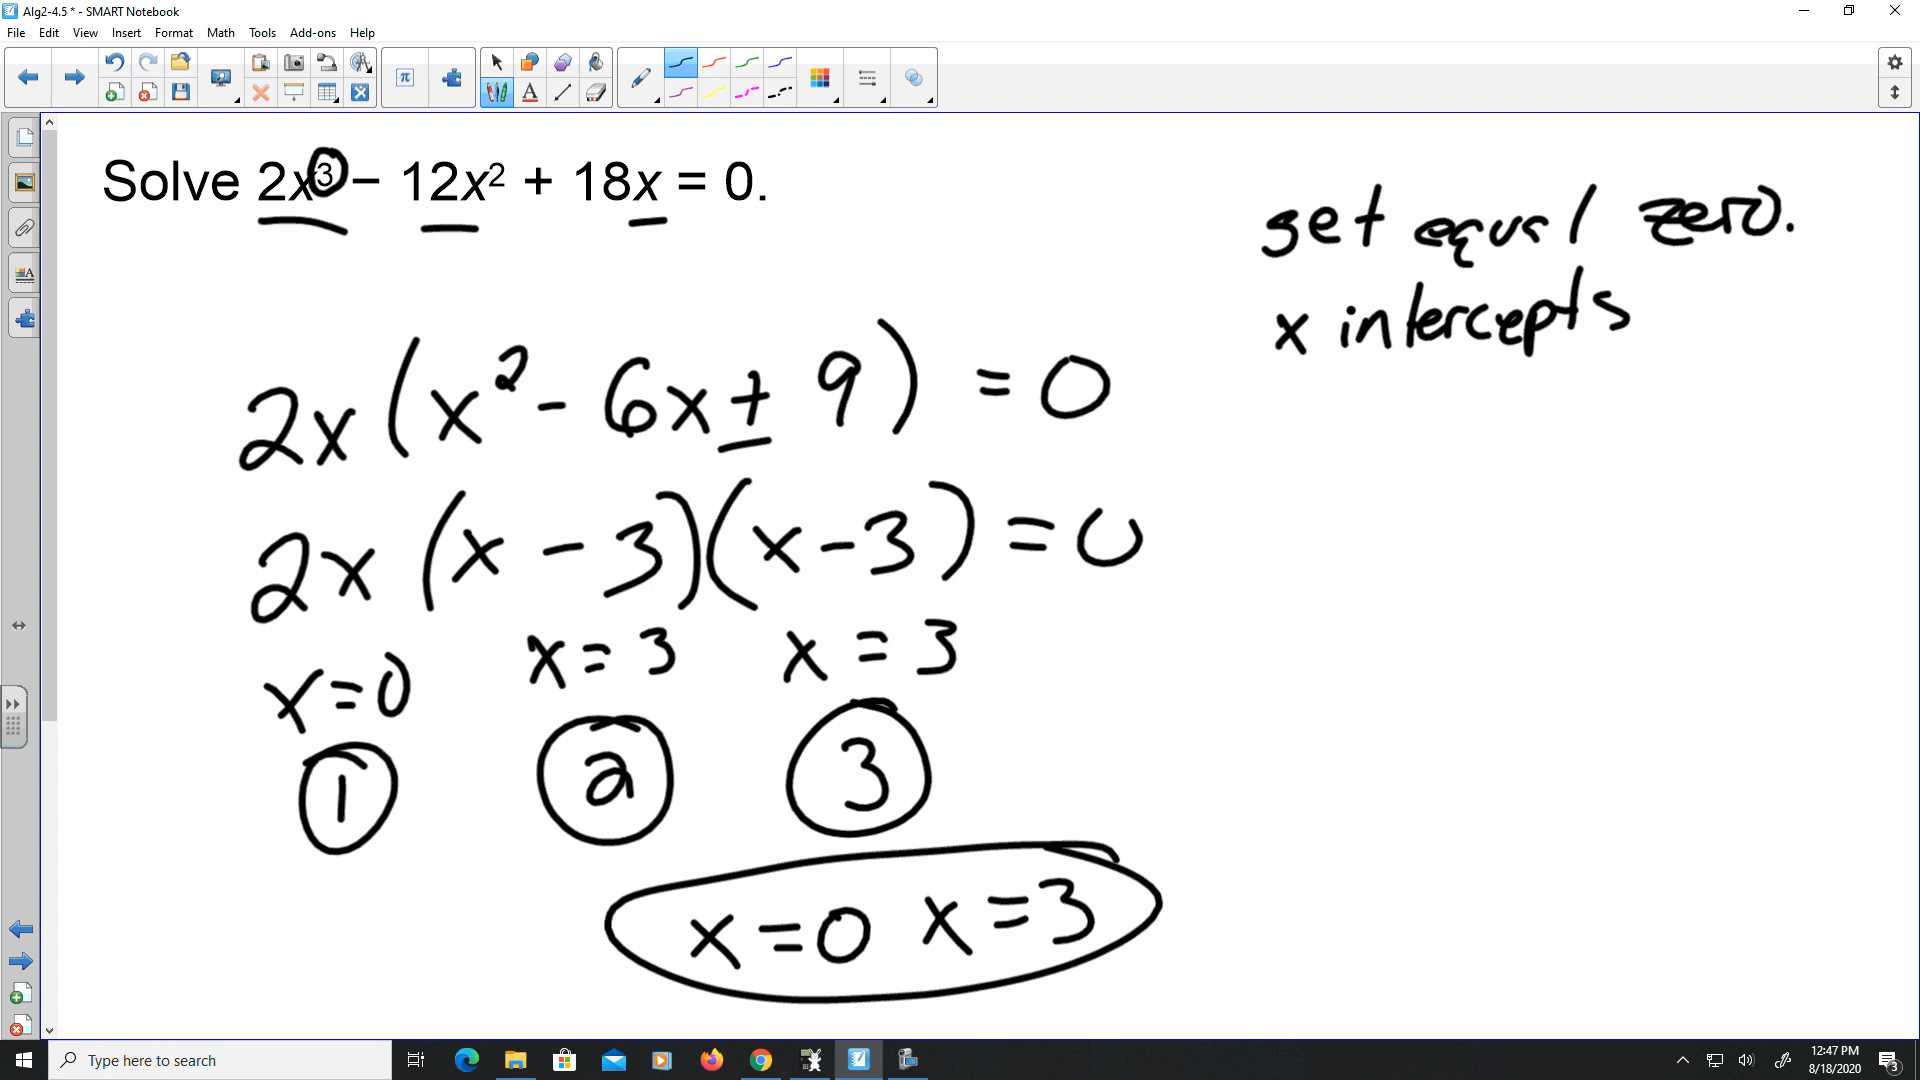 Alg2-4.5 * - SMART Notebook
File Edit View Insert Format Math Tools Add-ons Help
Solve 2x³ − 12x² + 18x = 0.
set equal zero.
x intercepts
2x(x² - 6x + 9) = 0
2x(x - 3)(x - 3) = 0
x = 0 x = 3 x = 3
1 2 3
x = 0 x = 3
Type here to search
12:47 PM
8/18/2020
3